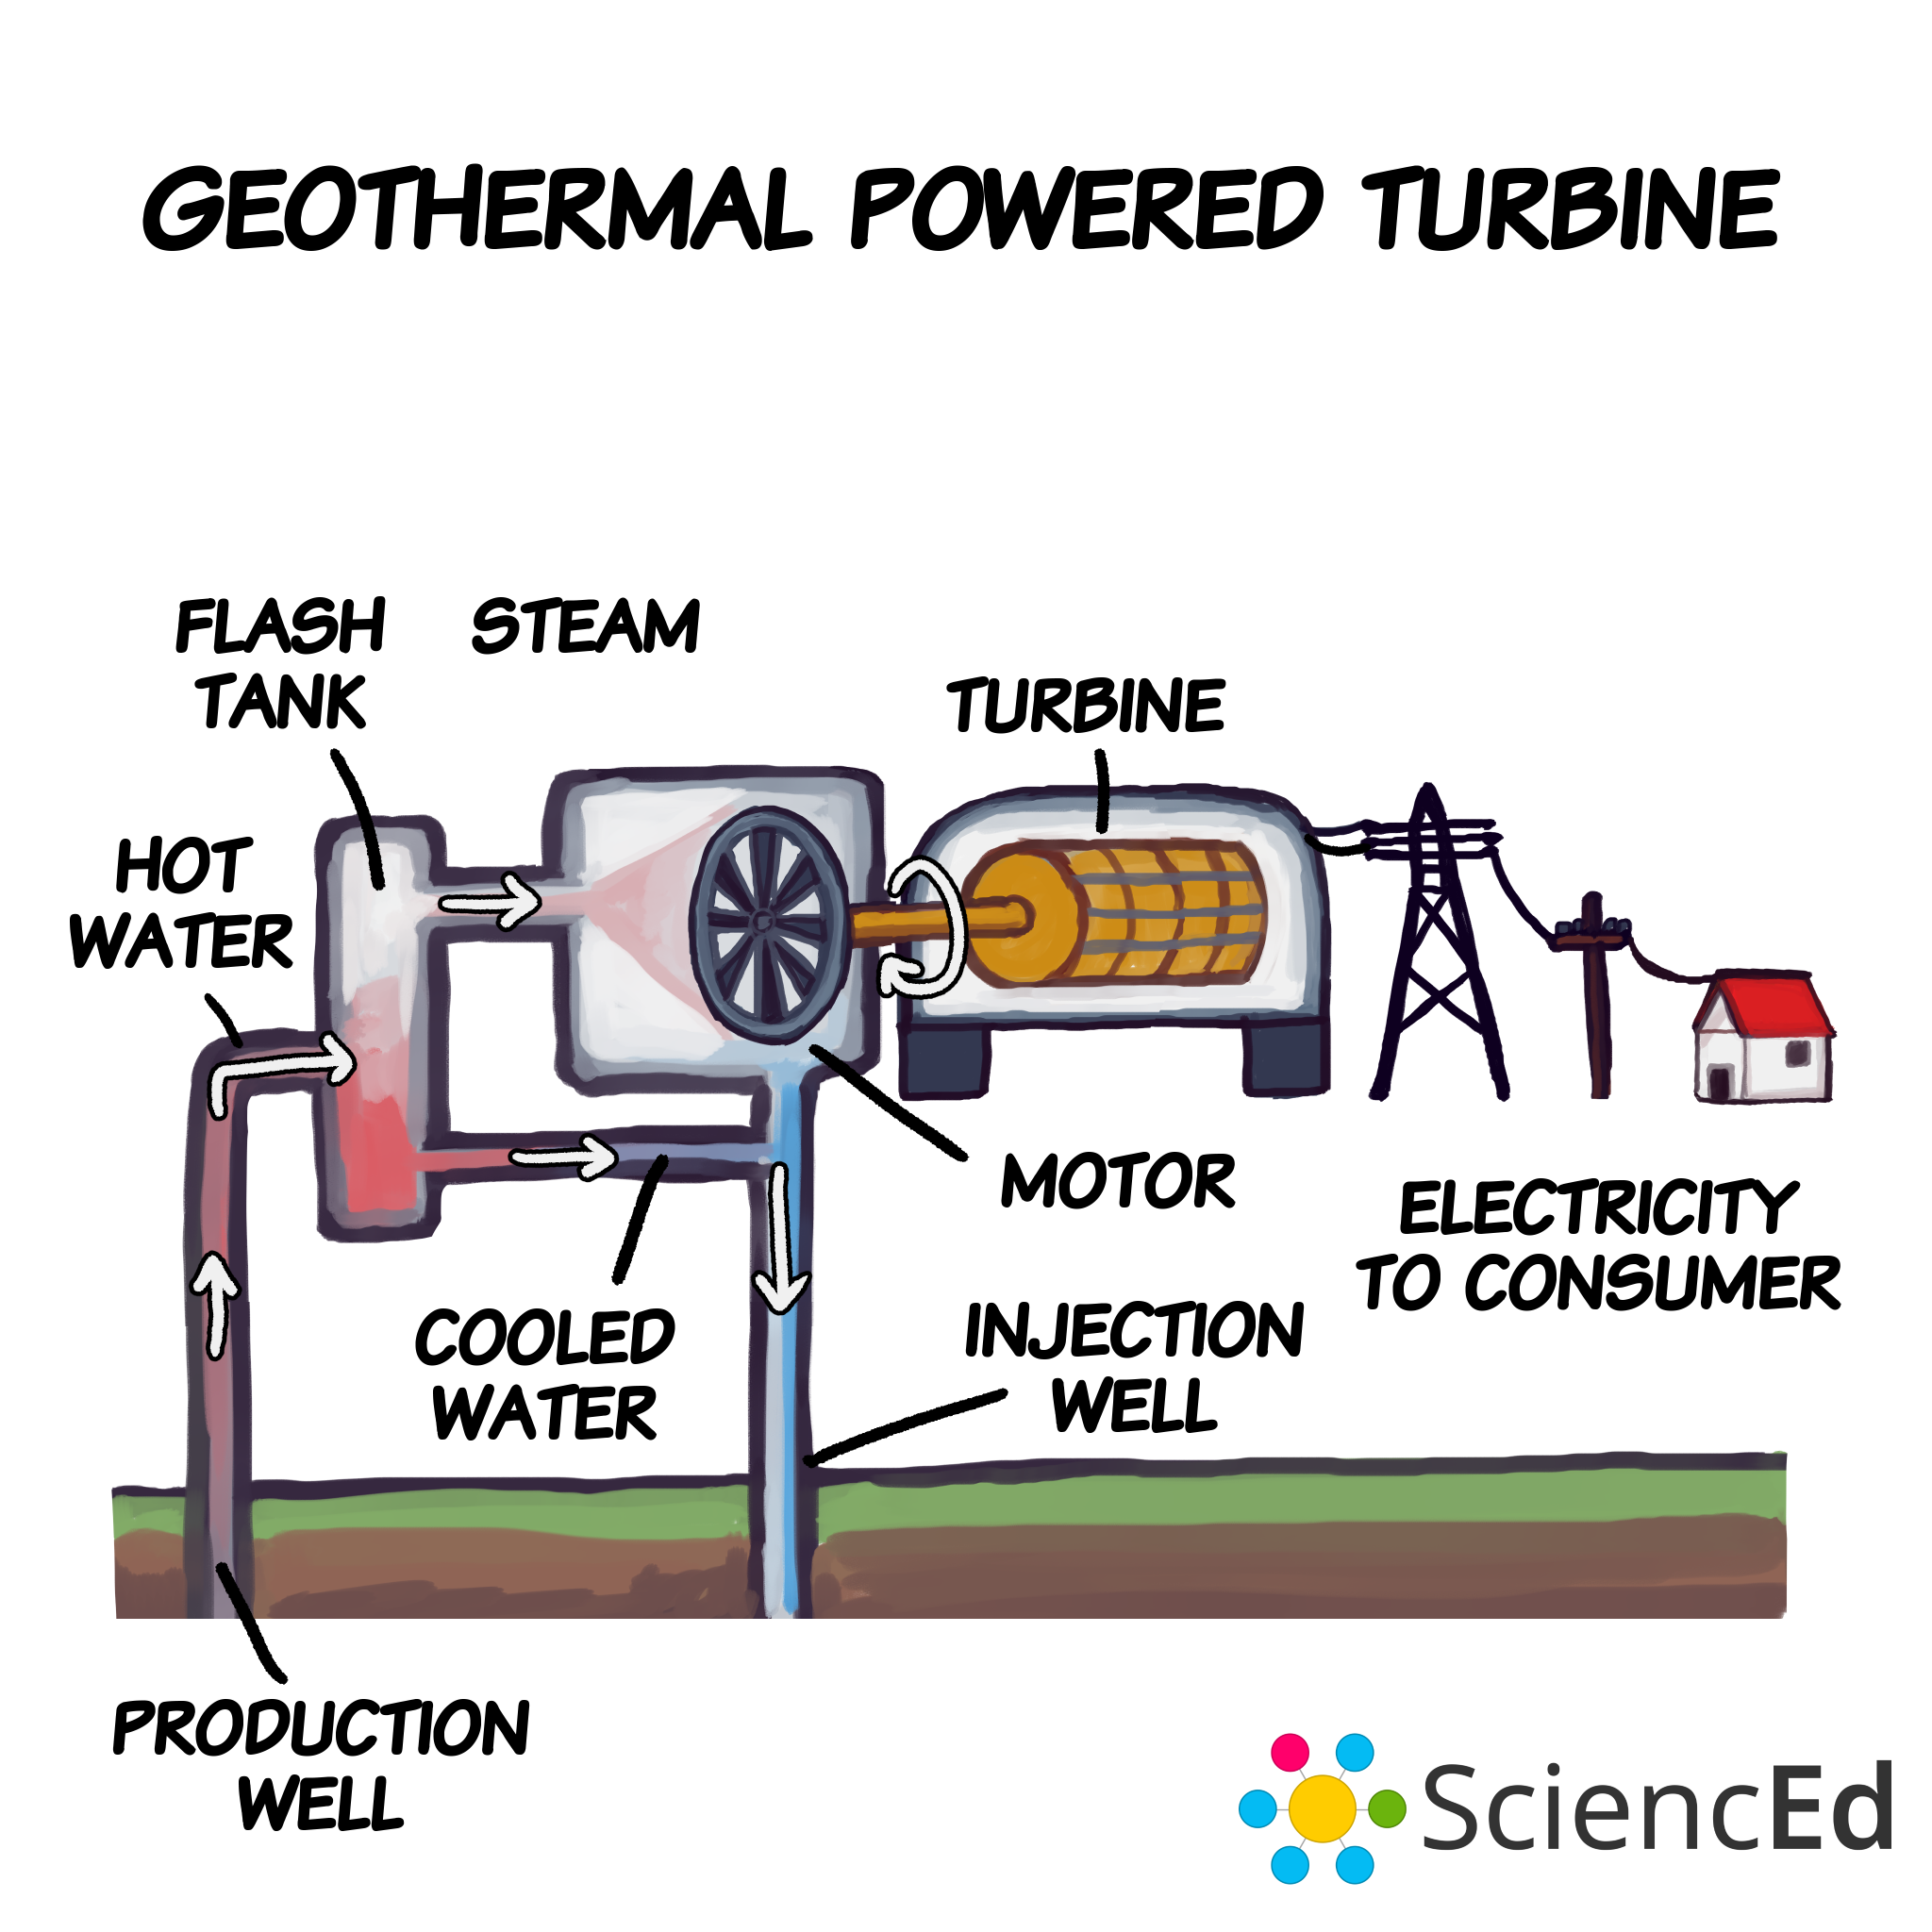 GEOTHERMAL POWERED TURBINE
FLASH
TANK
STEAM
TURBINE
HOT
WATER
MOTOR
ELECTRICITY
TO CONSUMER
COOLED
WATER
INJECTION
WELL
PRODUCTION
WELL
SciencEd